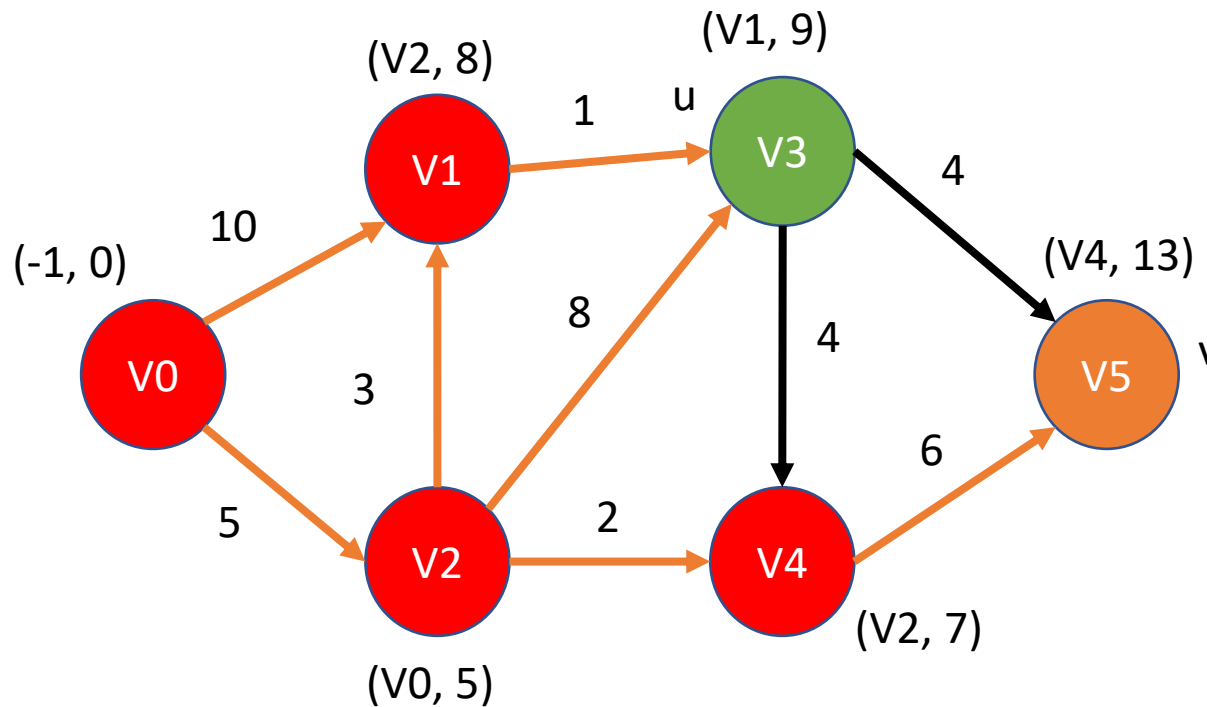 (V1, 9)
(V2, 8)
u
1
V3
V1
4
10
(-1, 0)
(V4, 13)
8
4
V0
3
V5
v
6
5
2
V2
V4
(V2, 7)
(V0, 5)